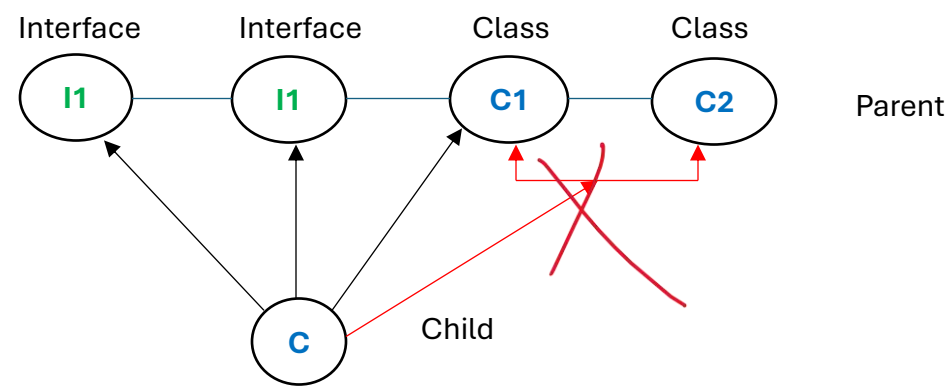 Interface
Interface
Class
Class
I1
I1
C1
C2
Parent
C
Child